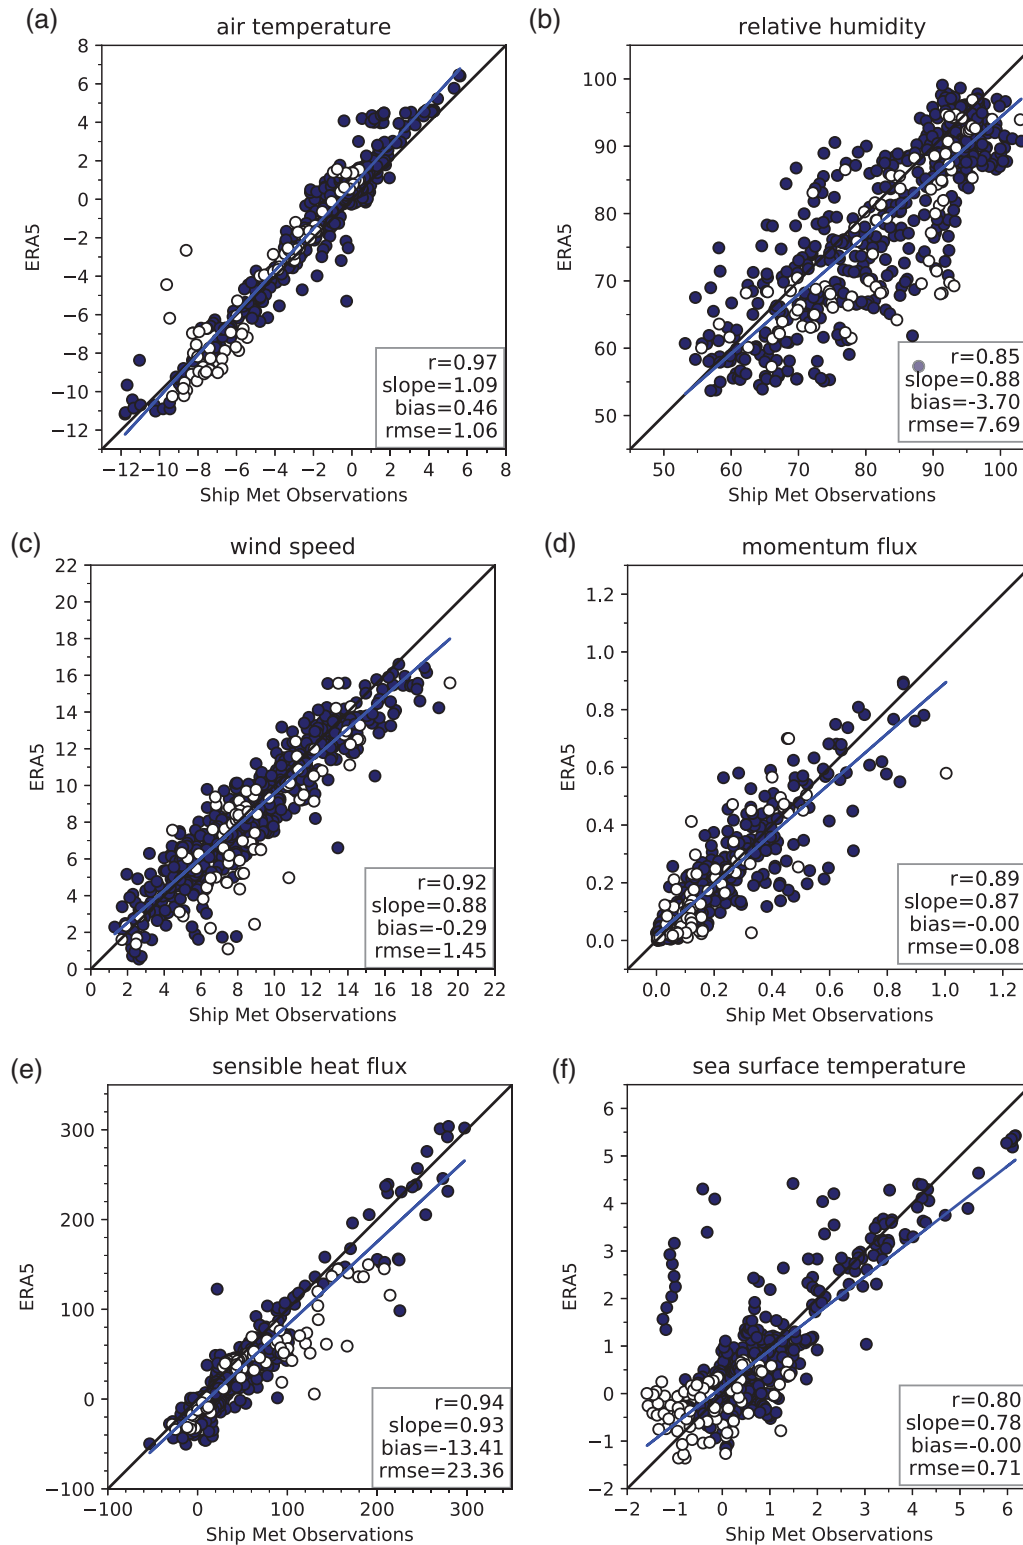 (a)
air temperature
8
6
4
2
0
−2
−4
−6
−8
−10
−12
ERA5
r=0.97
slope=1.09
bias=0.46
rmse=1.06
−12 −10 −8 −6 −4 −2 0 2 4 6 8
Ship Met Observations
(b)
relative humidity
100
90
80
70
60
50
ERA5
r=0.85
slope=0.88
bias=-3.70
rmse=7.69
50 60 70 80 90 100
Ship Met Observations
(c)
wind speed
22
20
18
16
14
12
10
8
6
4
2
0
ERA5
r=0.92
slope=0.88
bias=-0.29
rmse=1.45
0 2 4 6 8 10 12 14 16 18 20 22
Ship Met Observations
(d)
momentum flux
1.2
1.0
0.8
0.6
0.4
0.2
0.0
ERA5
r=0.89
slope=0.87
bias=-0.00
rmse=0.08
0.0 0.2 0.4 0.6 0.8 1.0 1.2
Ship Met Observations
(e)
sensible heat flux
300
200
100
0
−100
ERA5
r=0.94
slope=0.93
bias=-13.41
rmse=23.36
−100 0 100 200 300
Ship Met Observations
(f)
sea surface temperature
6
5
4
3
2
1
0
−1
−2
ERA5
r=0.80
slope=0.78
bias=-0.00
rmse=0.71
−2 −1 0 1 2 3 4 5 6
Ship Met Observations